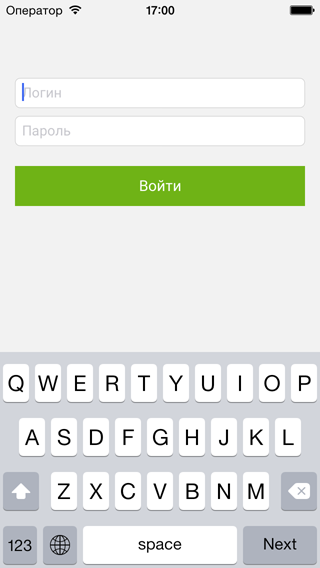 Оператор 17:00
Логин
Пароль
Войти
Q W E R T Y U I O P
A S D F G H J K L
Z X C V B N M
123 space Next